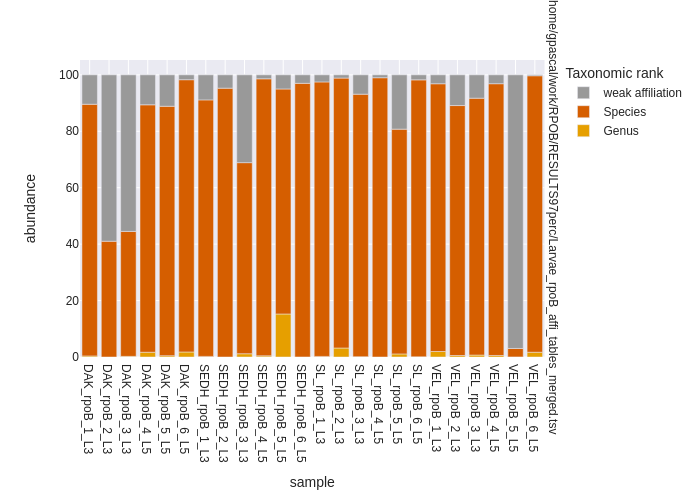 home/gpascal/work/RPOB/RESULTS97perc/Larvae_rpoB_affi_tables_merged.tsv
Taxonomic rank
weak affiliation
Species
Genus
abundance
100
80
60
40
20
0
DAK_rpoB_1_L3
DAK_rpoB_2_L3
DAK_rpoB_3_L3
DAK_rpoB_4_L5
DAK_rpoB_5_L5
DAK_rpoB_6_L5
SEDH_rpoB_1_L3
SEDH_rpoB_2_L3
SEDH_rpoB_3_L3
SEDH_rpoB_4_L5
SEDH_rpoB_5_L5
SEDH_rpoB_6_L5
SL_rpoB_1_L3
SL_rpoB_2_L3
SL_rpoB_3_L3
SL_rpoB_4_L5
SL_rpoB_5_L5
SL_rpoB_6_L5
VEL_rpoB_1_L3
VEL_rpoB_2_L3
VEL_rpoB_3_L3
VEL_rpoB_4_L5
VEL_rpoB_5_L5
VEL_rpoB_6_L5
sample